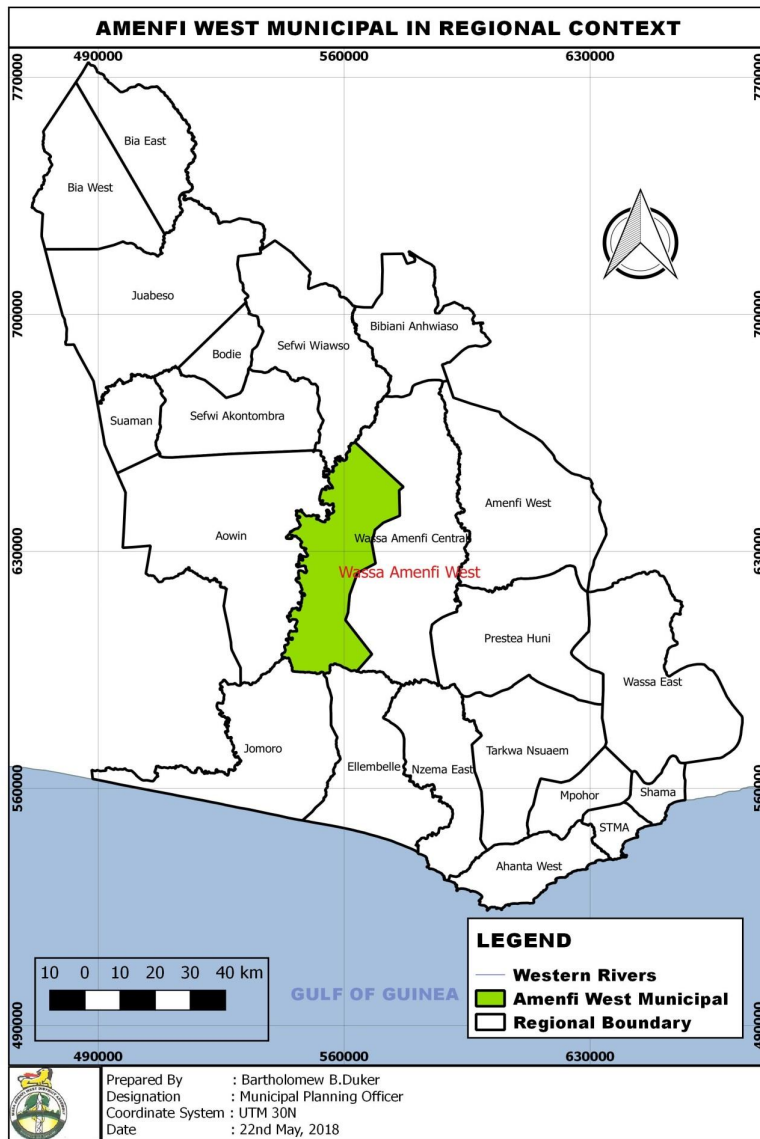 AMENFI WEST MUNICIPAL IN REGIONAL CONTEXT
490000 560000 630000
770000 770000
Bia East
Bia West
Juabeso
700000 700000
Bibiani Anhwiaso
Sefwi Wiawso
Bodie
Suaman
Sefwi Akontombra
Amenfi West
Aowin
Wassa Amenfi Central
630000 630000
Wassa Amenfi West
Prestea Huni
Wassa East
Jomoro
Tarkwa Nsuaem
Ellembelle
Nzema East
560000 560000
Mpohor
Shama
STMA
Ahanta West
LEGEND
Western Rivers
Amenfi West Municipal
Regional Boundary
10 0 10 20 30 40 km
GULF OF GUINEA
490000 490000
490000 560000 630000
Prepared By : Bartholomew B.Duker
Designation : Municipal Planning Officer
Coordinate System : UTM 30N
Date : 22nd May, 2018